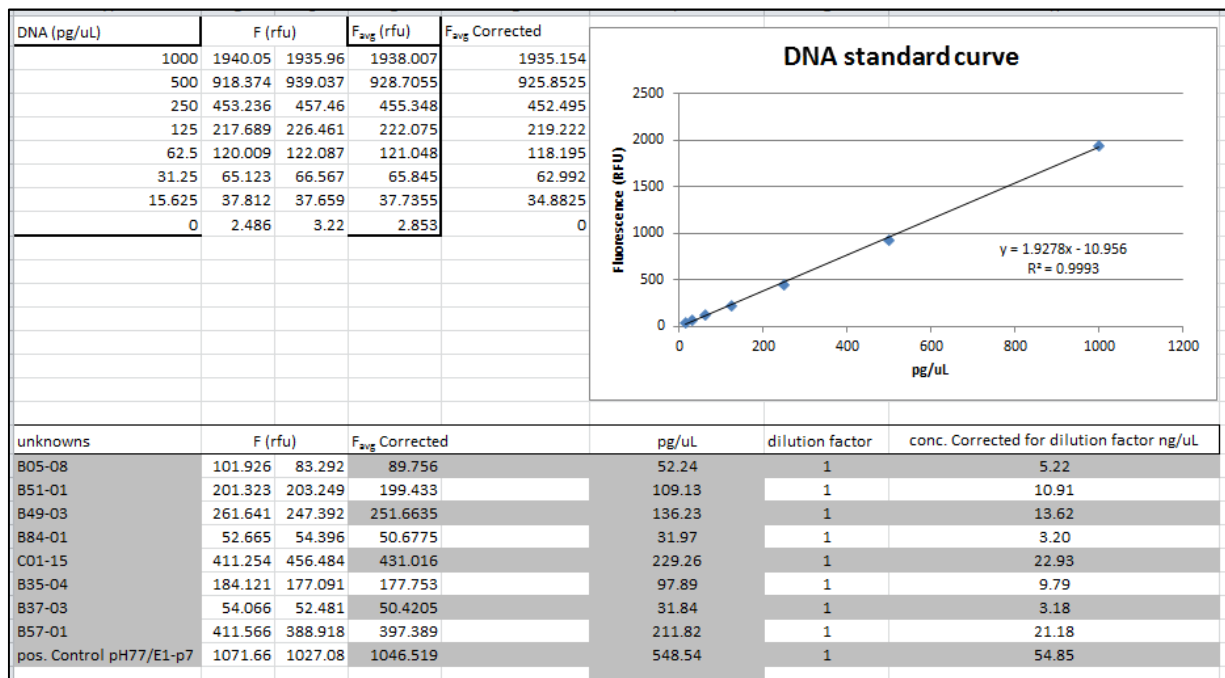 DNA (pg/uL) F (rfu) Favg (rfu) Favg Corrected
1000 1940.05 1935.96 1938.007 1935.154
500 918.374 939.037 928.7055 925.8525
250 453.236 457.46 455.348 452.495
125 217.689 226.461 222.075 219.222
62.5 120.009 122.087 121.048 118.195
31.25 65.123 66.567 65.845 62.992
15.625 37.812 37.659 37.7355 34.8825
0 2.486 3.22 2.853 0
DNA standard curve
Fluorescence (RFU)
2500
2000
1500
1000
500
0
y = 1.9278x - 10.956
R² = 0.9993
0 200 400 600 800 1000 1200
pg/uL
unknowns F (rfu) Favg Corrected pg/uL dilution factor conc. Corrected for dilution factor ng/uL
B05-08 101.926 83.292 89.756 52.24 1 5.22
B51-01 201.323 203.249 199.433 109.13 1 10.91
B49-03 261.641 247.392 251.6635 136.23 1 13.62
B84-01 52.665 54.396 50.6775 31.97 1 3.20
C01-15 411.254 456.484 431.016 229.26 1 22.93
B35-04 184.121 177.091 177.753 97.89 1 9.79
B37-03 54.066 52.481 50.4205 31.84 1 3.18
B57-01 411.566 388.918 397.389 211.82 1 21.18
pos. Control pH77/E1-p7 1071.66 1027.08 1046.519 548.54 1 54.85